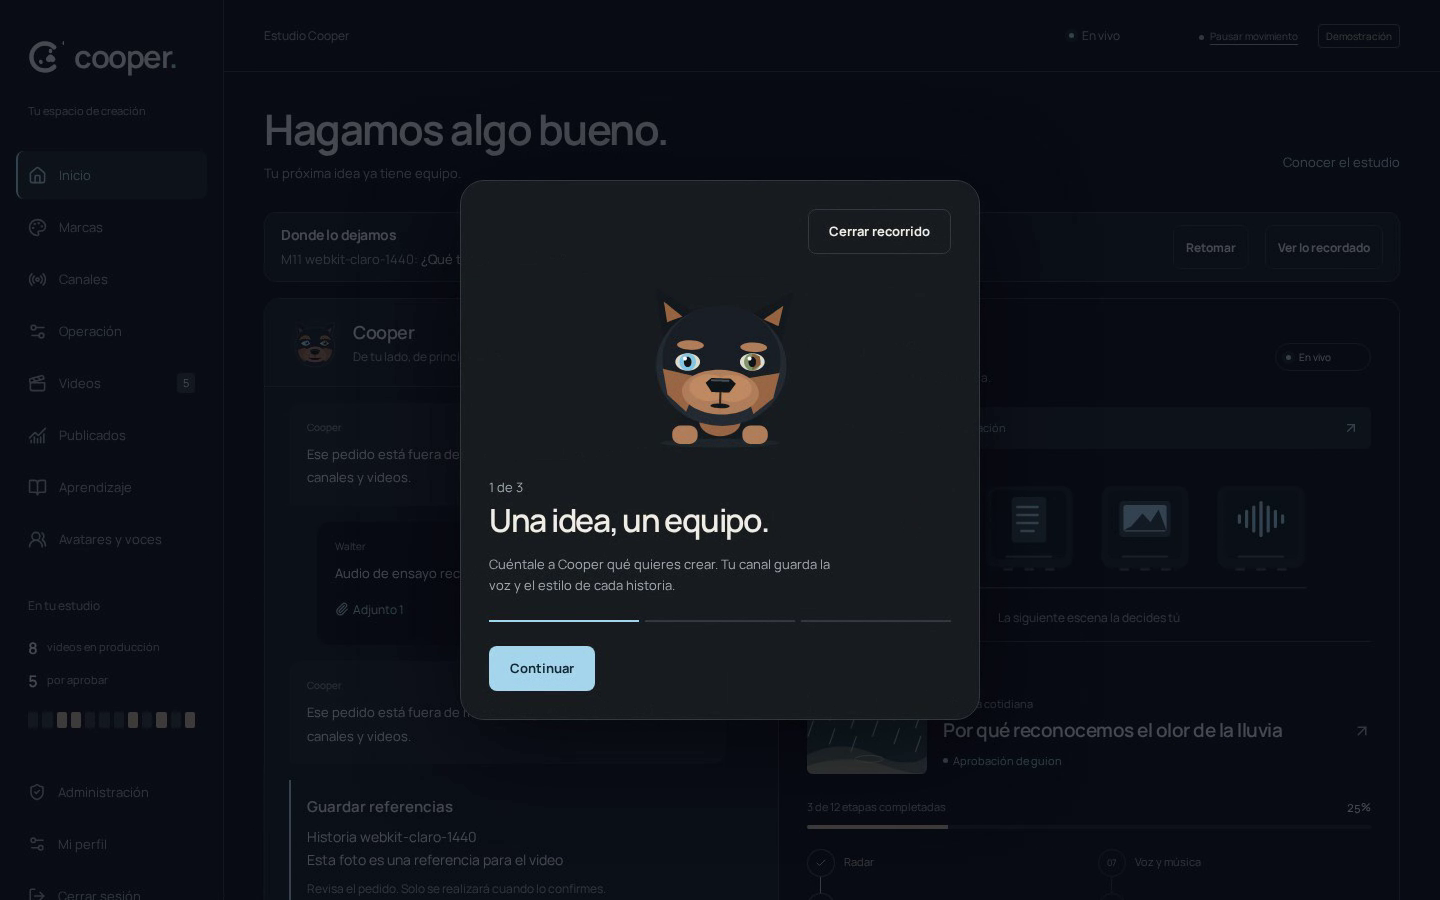 cooper.
Tu espacio de creación
Inicio
Marcas
Canales
Operación
Videos
5
Publicados
Aprendizaje
Avatares y voces
En tu estudio
8 videos en producción
5 por aprobar
Administración
Mi perfil
Cerrar sesión
Estudio Cooper
En vivo
Pausar movimiento
Demostración
Hagamos algo bueno.
Tu próxima idea ya tiene equipo.
Conocer el estudio
Donde lo dejamos
M11 webkit-claro-1440: ¿Qué
Retomar
Ver lo recordado
Cooper
De tu lado, de
Cooper
Ese pedido está fuera de
canales y videos.
Walter
Audio de ensayo
Adjunto 1
Cooper
Ese pedido está fuera de
canales y videos.
Guardar referencias
Historia webkit-claro-1440
Esta foto es una referencia para el video
Revisa el pedido. Solo se realizará cuando lo confirmes.
Cerrar recorrido
1 de 3
Una idea, un equipo.
Cuéntale a Cooper qué quieres crear. Tu canal guarda la
voz y el estilo de cada historia.
Continuar
En vivo
La siguiente escena la decides tú
cotidiana
Por qué reconocemos el olor de la lluvia
Aprobación de guion
3 de 12 etapas completadas
25%
Radar
07 Voz y música